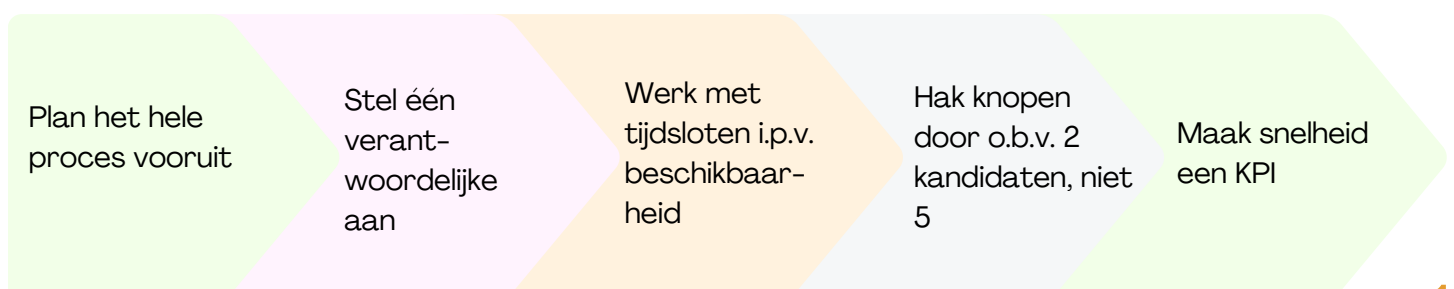 Plan het hele
proces vooruit
Stel één
verant-
woordelijke
aan
Werk met
tijdsloten i.p.v.
beschikbaar-
heid
Hak knopen
door o.b.v. 2
kandidaten, niet
5
Maak snelheid
een KPI